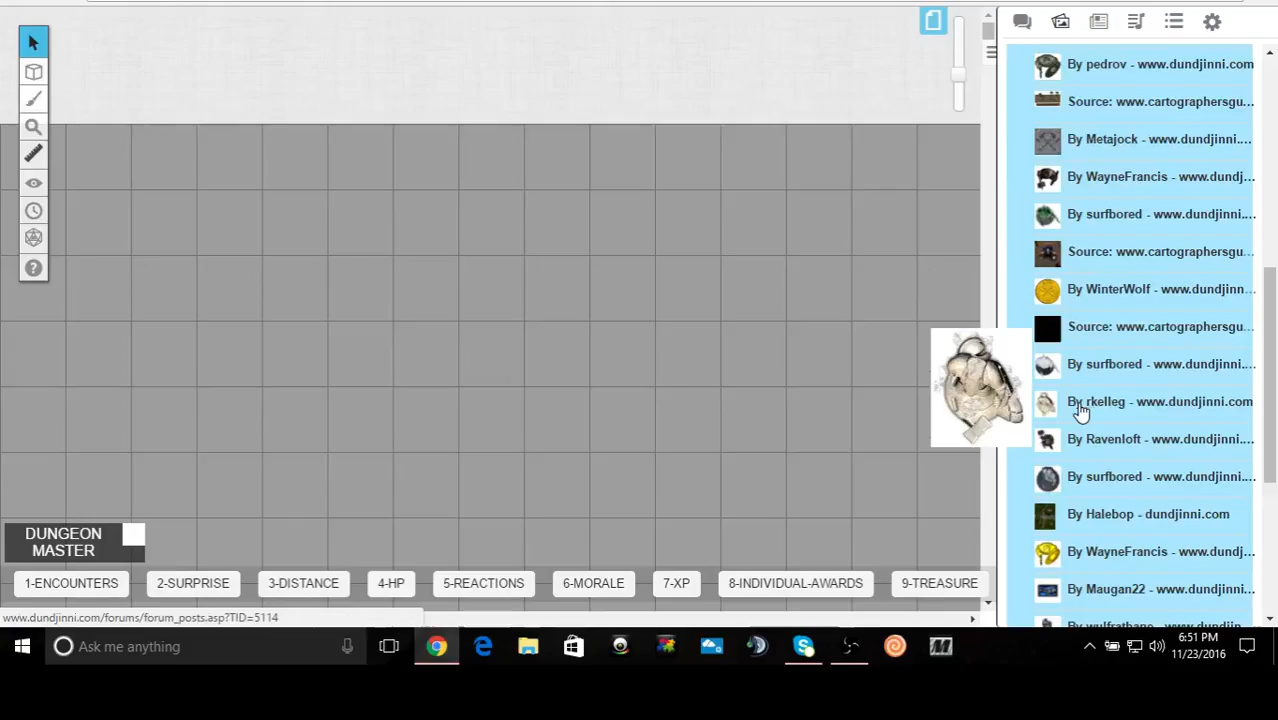 By pedrov - www.dundjinni.com
Source: www.cartographersgu...
By Metajock - www.dundjinni....
By WayneFrancis - www.dundj...
By surfbored - www.dundjinni....
Source: www.cartographersgu...
By WinterWolf - www.dundjinn...
Source: www.cartographersgu...
By surfbored - www.dundjinni....
By rkelleg - www.dundjinni.com
By Ravenloft - www.dundjinni....
By surfbored - www.dundjinni....
By Halebop - dundjinni.com
By WayneFrancis - www.dundj...
By Maugan22 - www.dundjinni....
By wulfrathane - www.dundjin...
DUNGEON
MASTER
1-ENCOUNTERS 2-SURPRISE 3-DISTANCE 4-HP 5-REACTIONS 6-MORALE 7-XP 8-INDIVIDUAL-AWARDS 9-TREASURE
www.dundjinni.com/forums/forum_posts.asp?TID=5114
Ask me anything
6:51 PM
11/23/2016